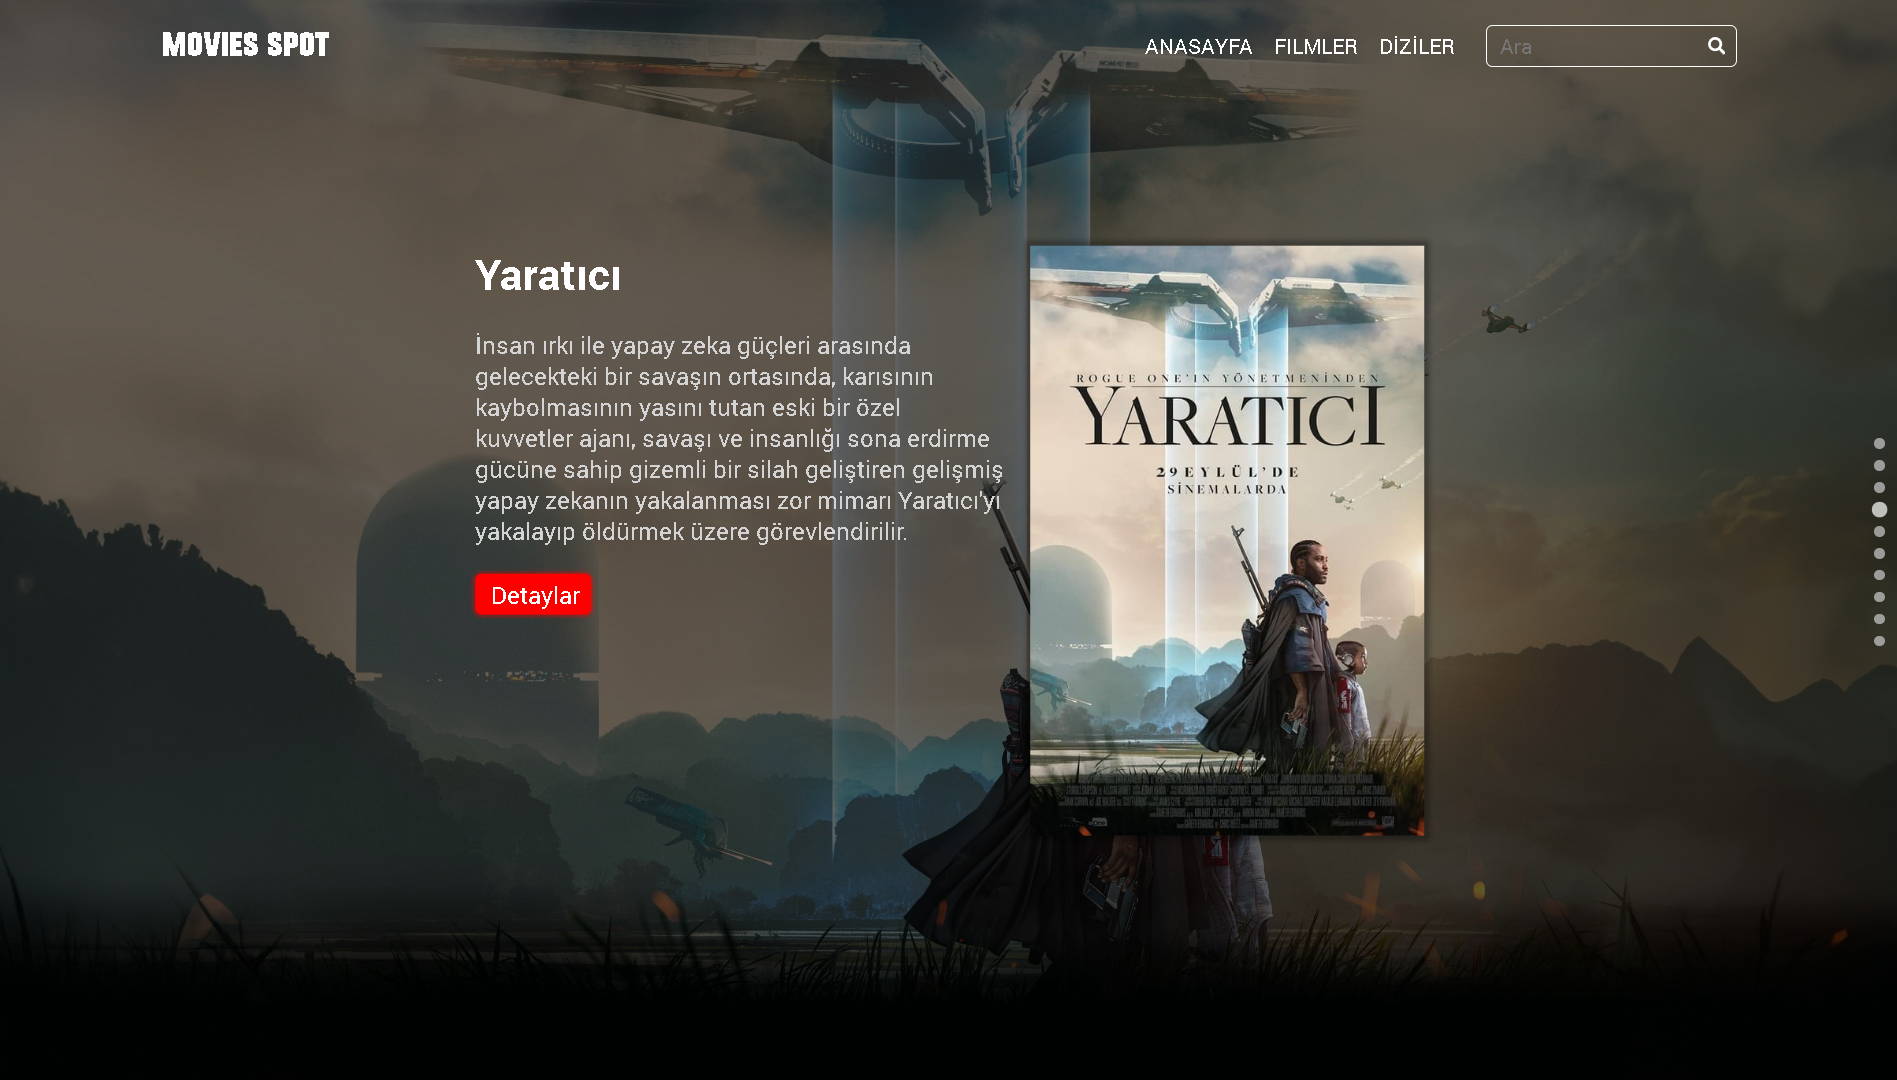 MOVIES SPOT
ANASAYFA FILMLER DİZİLER Ara
Yaratıcı
İnsan ırkı ile yapay zeka güçleri arasında
gelecekteki bir savaşın ortasında, karısının
kaybolmasının yasını tutan eski bir özel
kuvvetler ajanı, savaşı ve insanlığı sona erdirme
gücüne sahip gizemli bir silah geliştiren gelişmiş
yapay zekanın yakalanması zor mimarı Yaratıcı'yı
yakalayıp öldürmek üzere görevlendirilir.
Detaylar
ROGUE ONE'IN YÖNETMENİNDEN
YARATICI
29 EYLÜL'DE
SİNEMALARDA